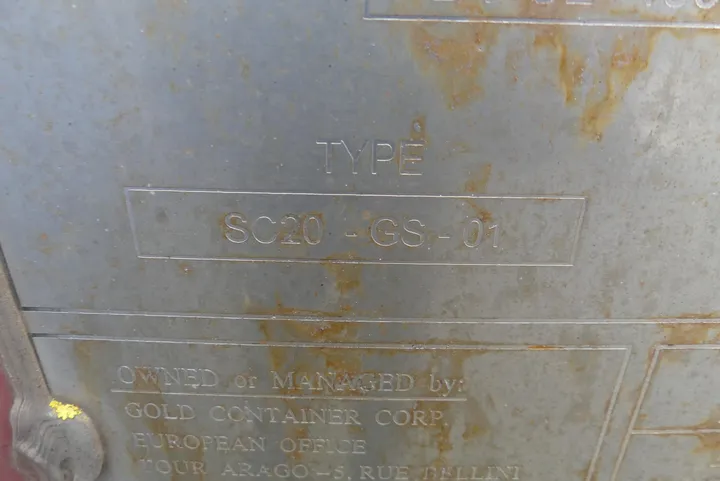 TYPE
SC20 - GS - 01
OWNED or MANAGED by:
GOLD CONTAINER CORP.
EUROPEAN OFFICE
TOUR ARAGO-5, RUE BELLINI